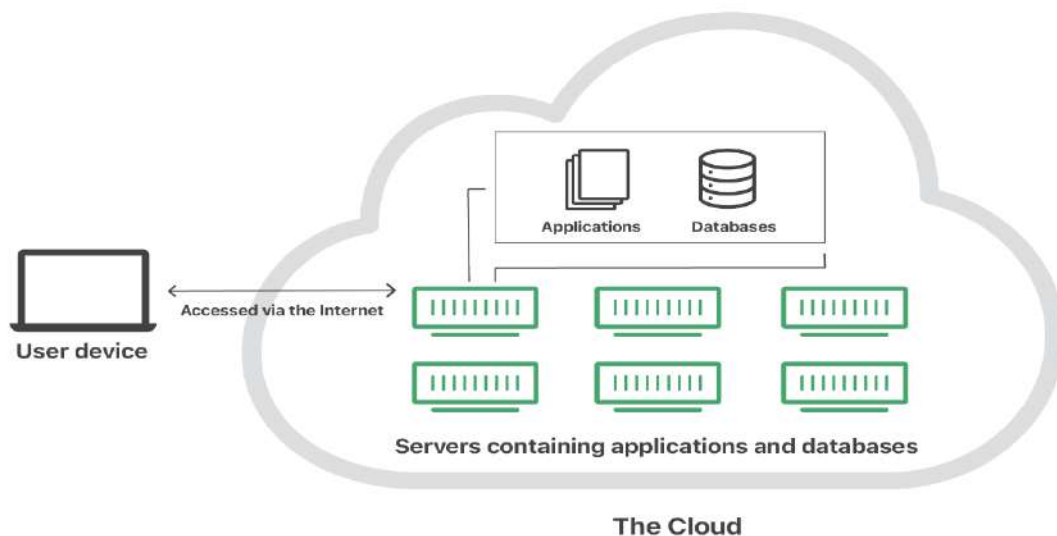 Applications
Databases
Accessed via the Internet
User device
Servers containing applications and databases
The Cloud